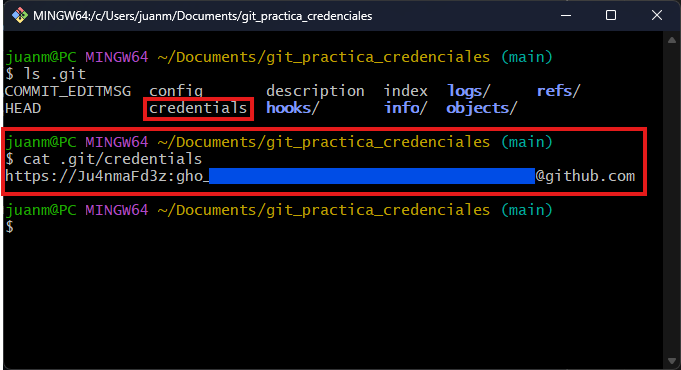 MINGW64:/c/Users/juanm/Documents/git_practica_credenciales
juanm@PC MINGW64 ~/Documents/git_practica_credenciales (main)
$ ls .git
COMMIT_EDITMSG config description index logs/ refs/
HEAD credentials hooks/ info/ objects/
juanm@PC MINGW64 ~/Documents/git_practica_credenciales (main)
$ cat .git/credentials
https://Ju4nmaFd3z:gho_@github.com
juanm@PC MINGW64 ~/Documents/git_practica_credenciales (main)
$